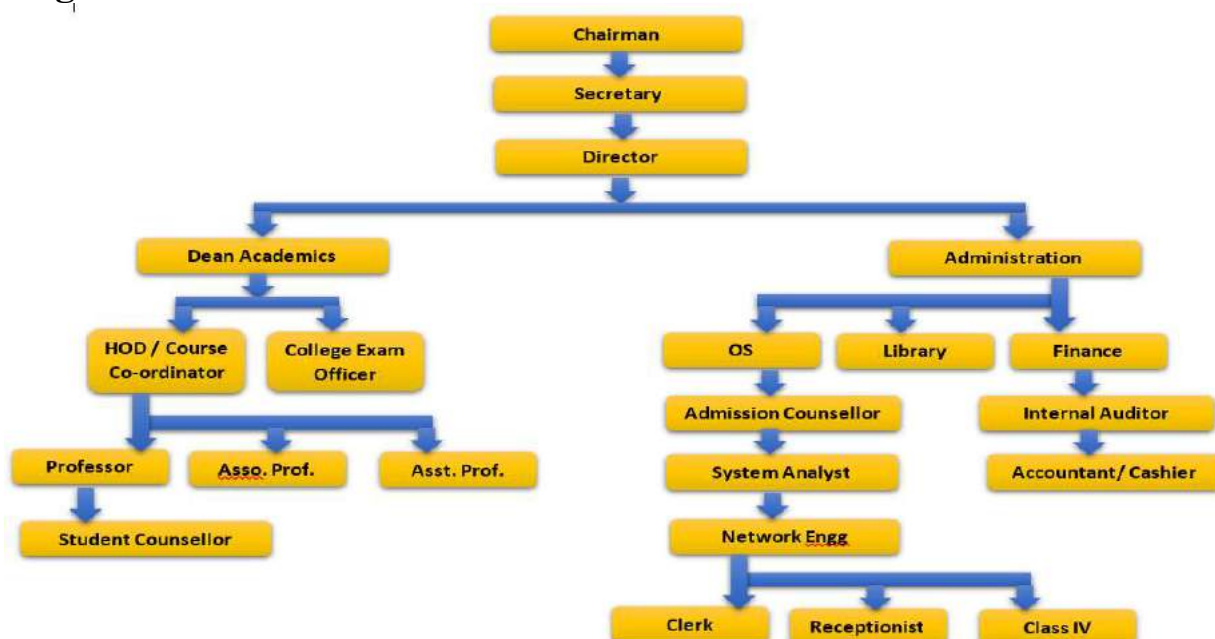 Chairman
Secretary
Director
Dean Academics
Administration
HOD / Course
Co-ordinator
College Exam
Officer
OS
Library
Finance
Admission Counsellor
Internal Auditor
Professor
Asso. Prof.
Asst. Prof.
System Analyst
Accountant/ Cashier
Student Counsellor
Network Engg
Clerk
Receptionist
Class IV